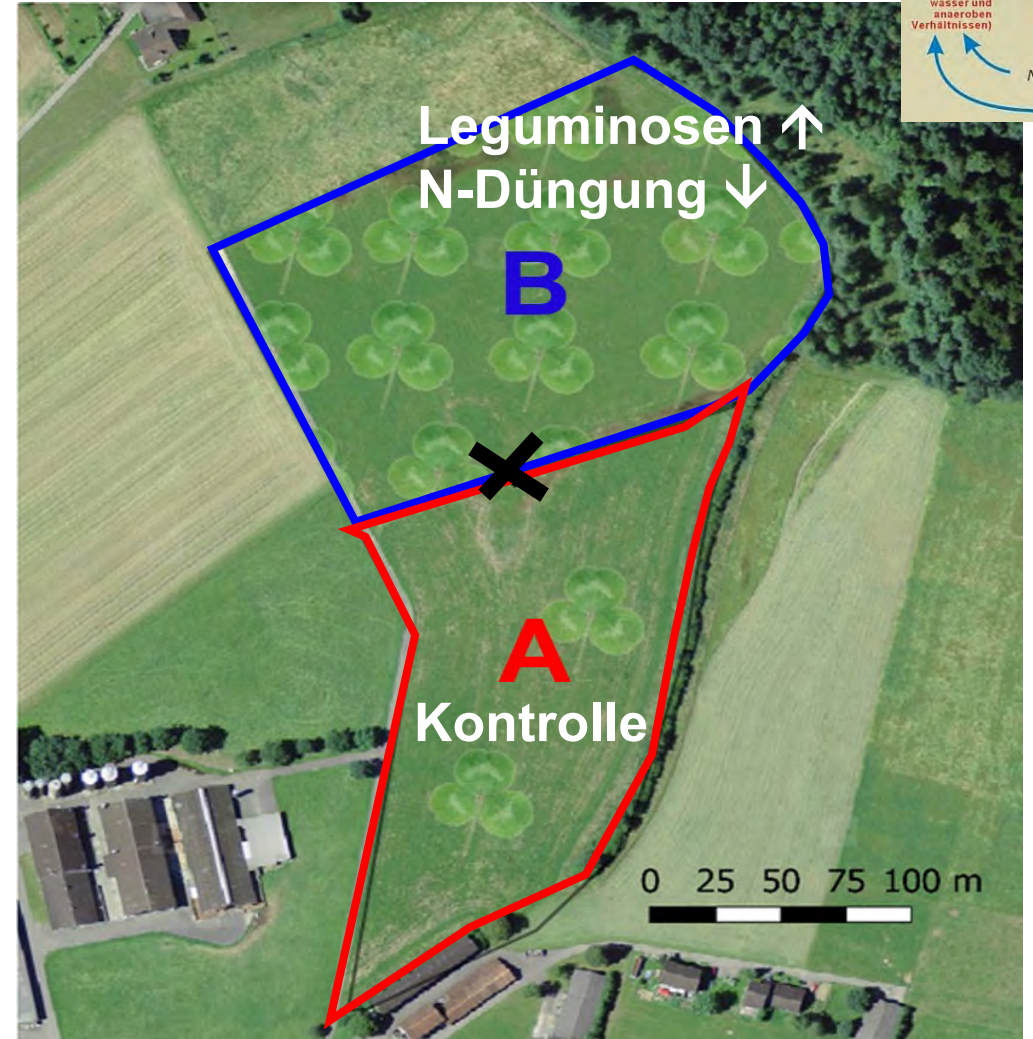 wasser und
anaeroben
Verhältnissen)
N
Leguminosen ↑
N-Düngung ↓
B
A
Kontrolle
0 25 50 75 100 m